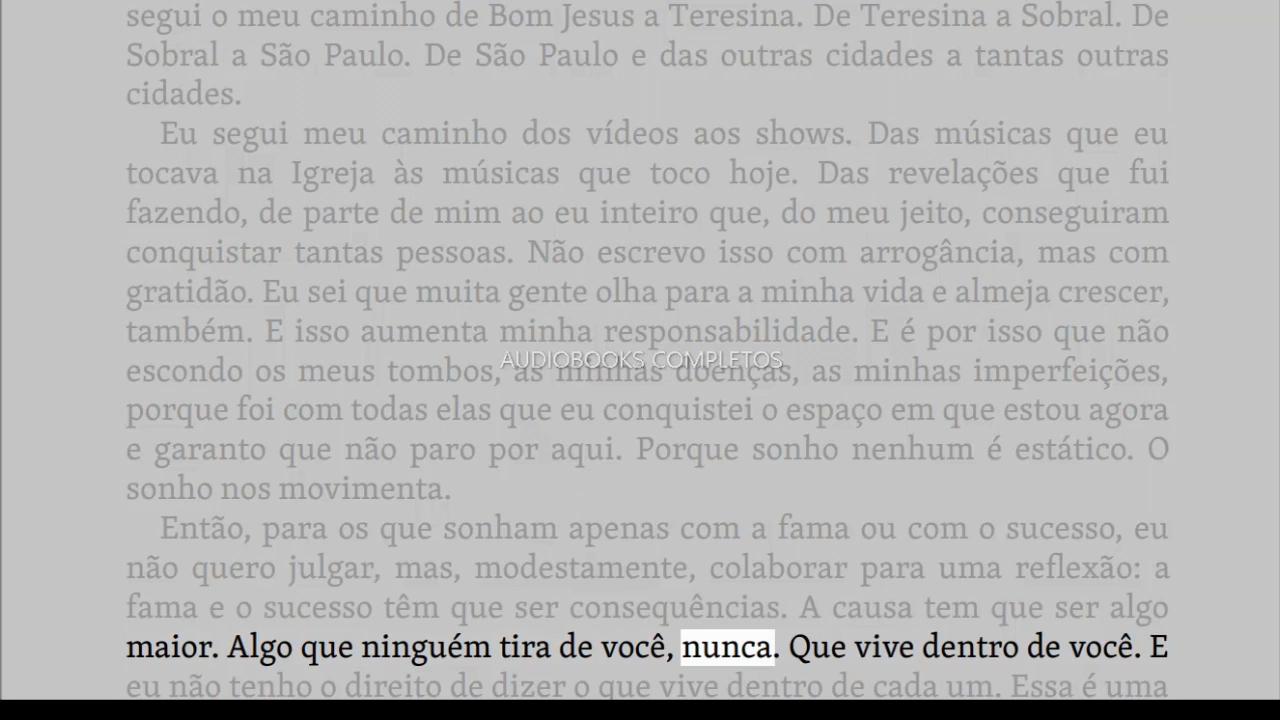 segui o meu caminho de Bom Jesus a Teresina. De Teresina a Sobral. De
Sobral a São Paulo. De São Paulo e das outras cidades a tantas outras
cidades.
Eu segui meu caminho dos vídeos aos shows. Das músicas que eu
tocava na Igreja às músicas que toco hoje. Das revelações que fui
fazendo, de parte de mim ao eu inteiro que, do meu jeito, conseguiram
conquistar tantas pessoas. Não escrevo isso com arrogância, mas com
gratidão. Eu sei que muita gente olha para a minha vida e almeja crescer,
também. E isso aumenta minha responsabilidade. E é por isso que não
AUDIOBOOKS COMPLETOS
escondo os meus tombos, as minhas doenças, as minhas imperfeições,
porque foi com todas elas que eu conquistei o espaço em que estou agora
e garanto que não paro por aqui. Porque sonho nenhum é estático. O
sonho nos movimenta.
Então, para os que sonham apenas com a fama ou com o sucesso, eu
não quero julgar, mas, modestamente, colaborar para uma reflexão: a
fama e o sucesso têm que ser consequências. A causa tem que ser algo
maior. Algo que ninguém tira de você, nunca. Que vive dentro de você. E
eu não tenho o direito de dizer o que vive dentro de cada um. Essa é uma